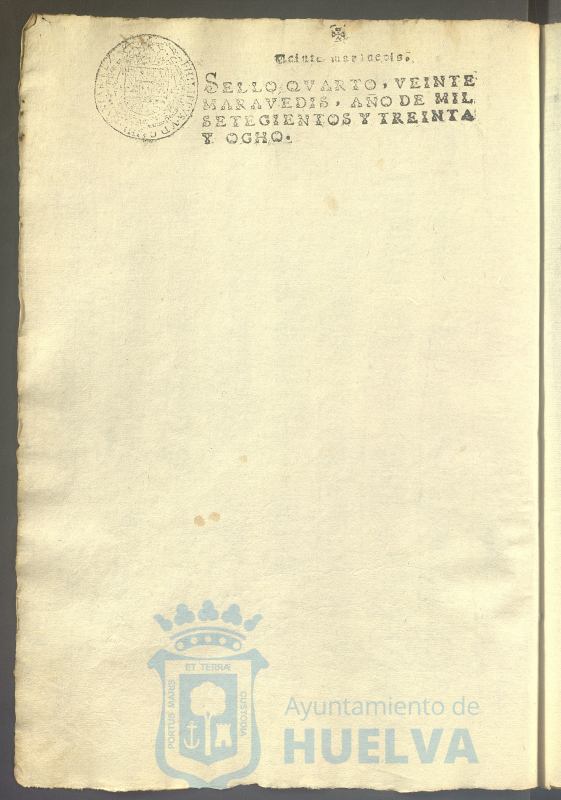 Veinte maravedis.
SELLO QVARTO, VEINTE
MARAVEDIS, AÑO DE MIL
SETECIENTOS Y TREINTA
Y OCHO.
ET TERRÆ
PORTUS MARIS
CUSTODIA
Ayuntamiento de
HUELVA